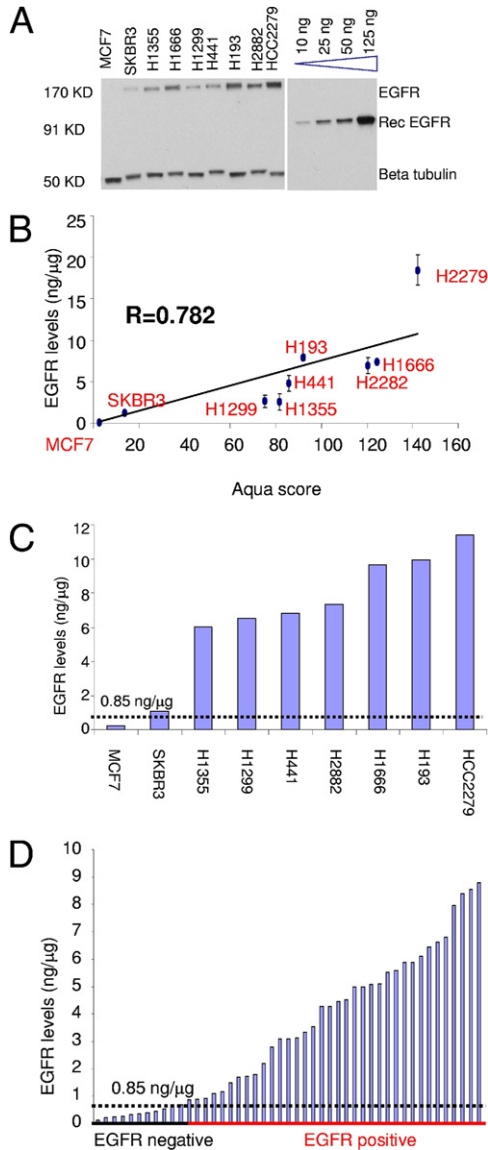 A
MCF7
SKBR3
H1355
H1666
H1299
H441
H193
H2882
HCC2279
10 ng
25 ng
50 ng
125 ng
170 KD
91 KD
50 KD
EGFR
Rec EGFR
Beta tubulin
B
EGFR levels (ng/µg)
25
20
15
10
5
0
R=0.782
H2279
H193
H1666
H2282
H441
SKBR3
H1299
H1355
MCF7
20
40
60
80
100
120
140
160
Aqua score
C
EGFR levels (ng/µg)
12
10
8
6
4
2
0
0.85 ng/µg
MCF7
SKBR3
H1355
H1299
H441
H2882
H1666
H193
HCC2279
D
EGFR levels (ng/µg)
10
9
8
7
6
5
4
3
2
1
0
0.85 ng/µg
EGFR negative
EGFR positive